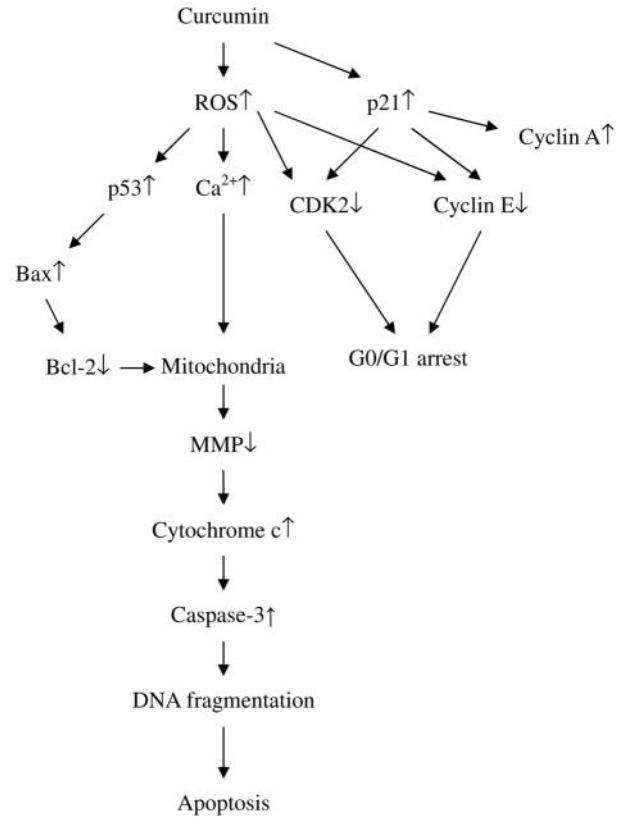 Curcumin
ROS↑
p21↑
Cyclin A↑
p53↑
Ca²⁺↑
CDK2↓
Cyclin E↓
Bax↑
Bcl-2↓
Mitochondria
G0/G1 arrest
MMP↓
Cytochrome c↑
Caspase-3↑
DNA fragmentation
Apoptosis